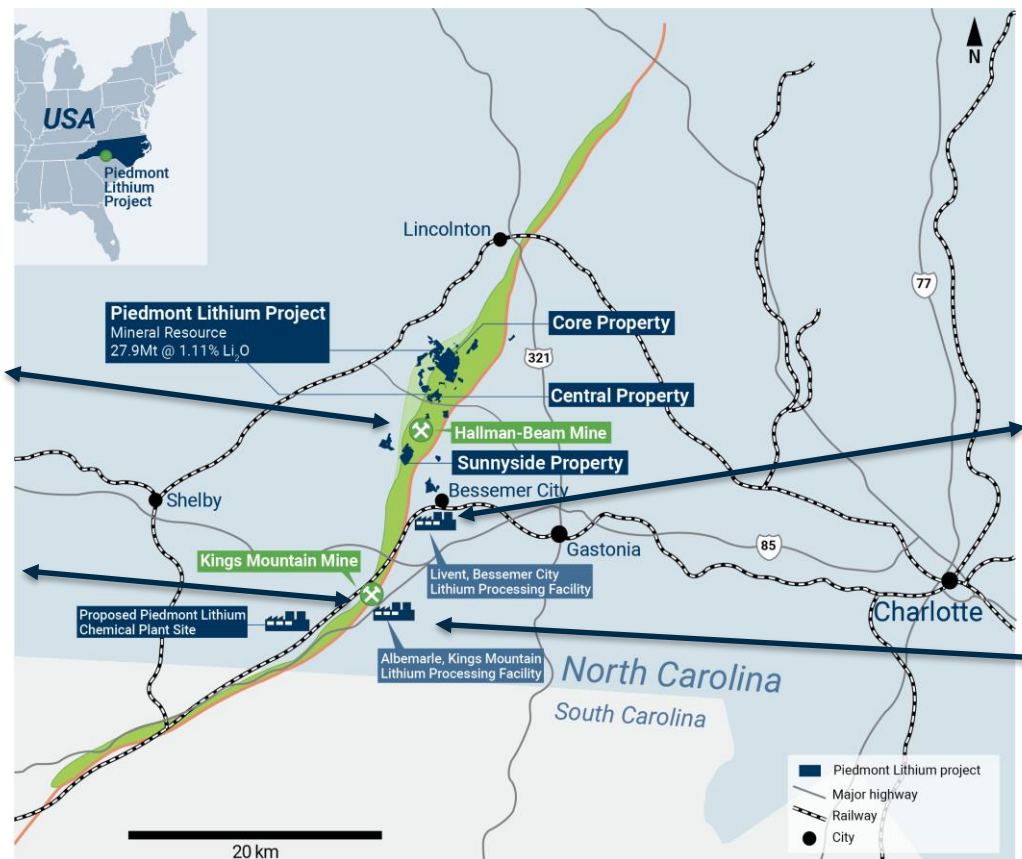 USA
Piedmont
Lithium
Project
N
Lincolnton
77
Piedmont Lithium Project
Mineral Resource
27.9Mt @ 1.11% Li₂O
Core Property
321
Central Property
Hallman-Beam Mine
Sunnyside Property
Shelby
Bessemer City
Gastonia
85
Kings Mountain Mine
Livent, Bessemer City
Lithium Processing Facility
Charlotte
Proposed Piedmont Lithium
Chemical Plant Site
Albemarle, Kings Mountain
Lithium Processing Facility
North Carolina
South Carolina
Piedmont Lithium project
Major highway
Railway
City
20 km